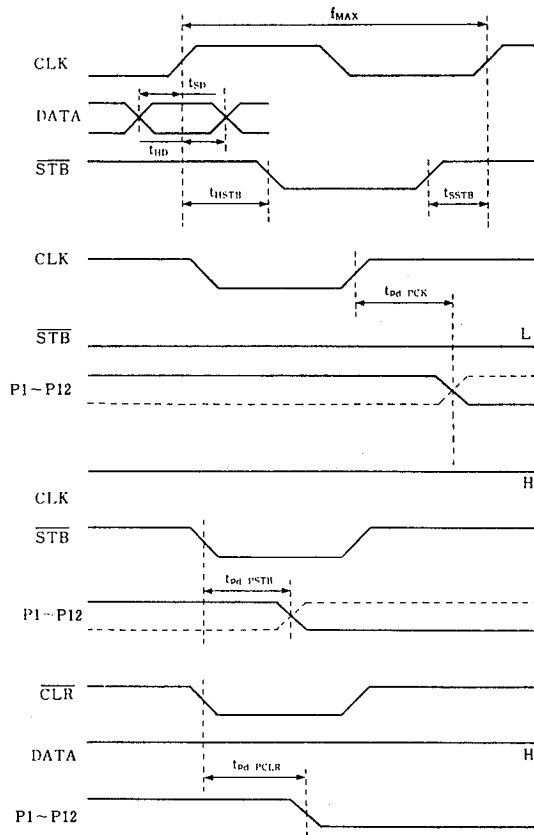 fMAX
CLK
tSD
DATA
tHD
STB
tHSTB
tSSTB
CLK
tPd PCK
STB
L
P1~P12
H
CLK
STB
tPd PSTB
P1~P12
CLR
DATA
H
tPd PCLR
P1~P12